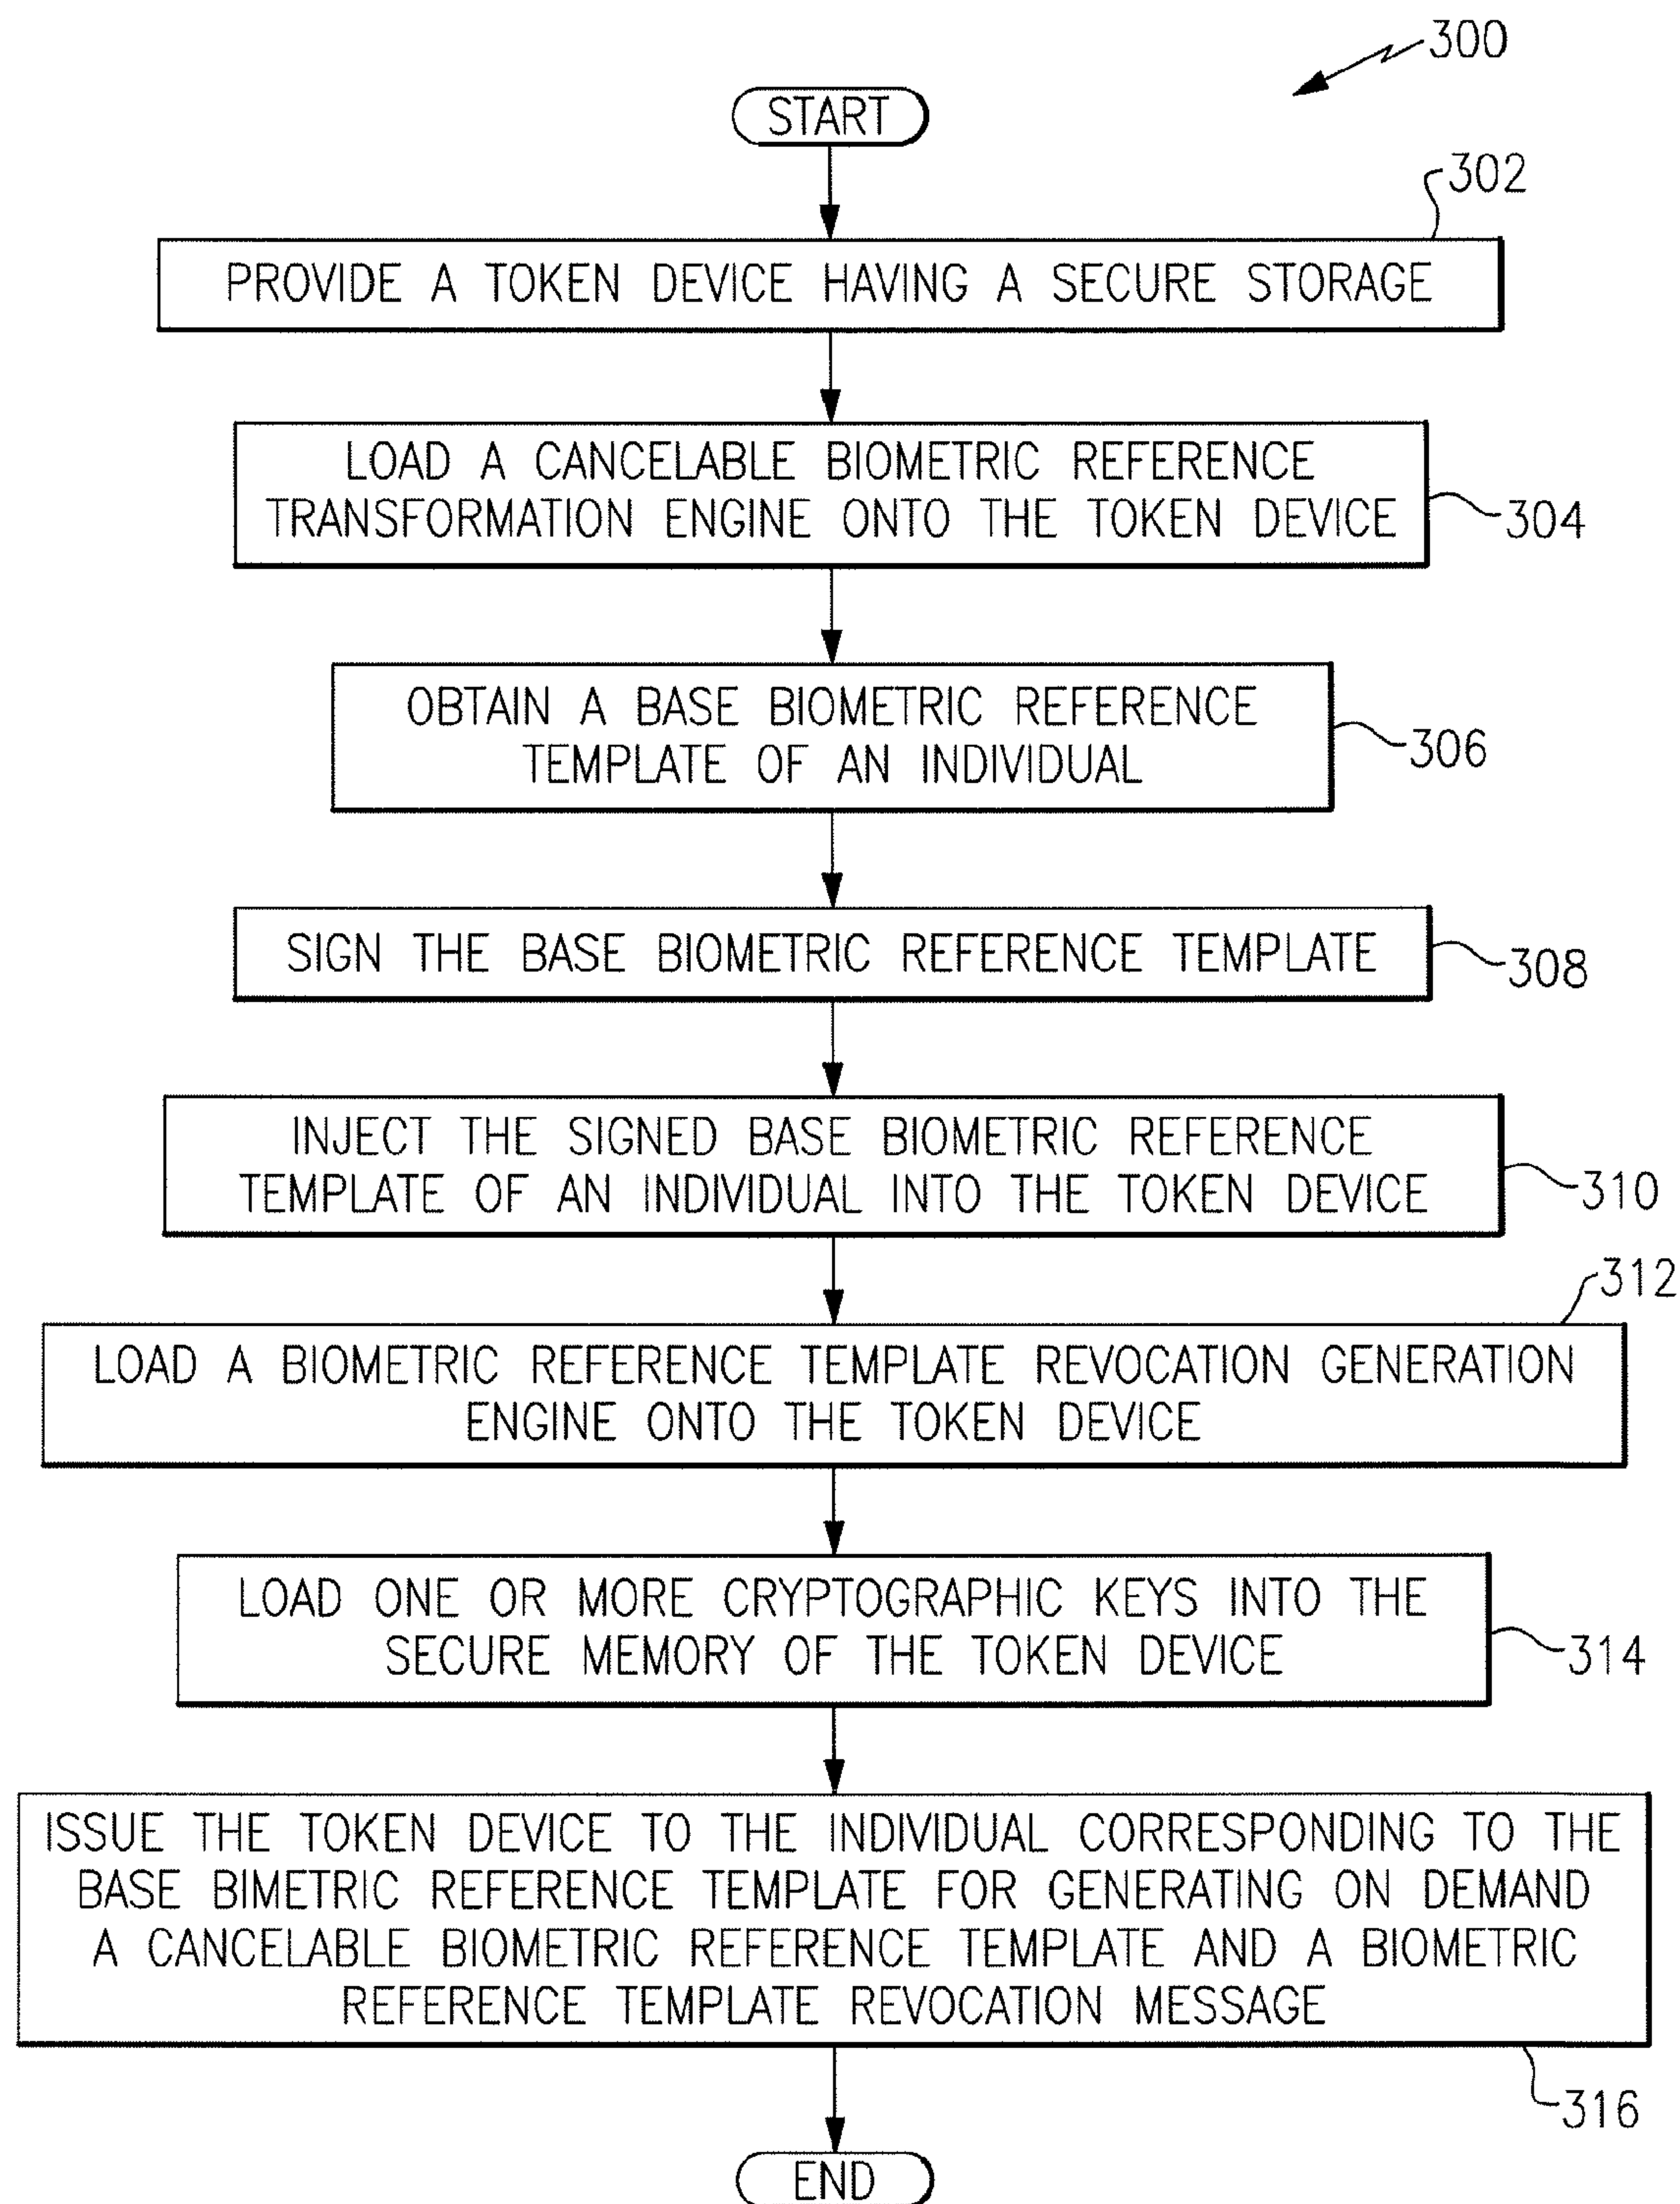 300
START
302
PROVIDE A TOKEN DEVICE HAVING A SECURE STORAGE
LOAD A CANCELABLE BIOMETRIC REFERENCE
TRANSFORMATION ENGINE ONTO THE TOKEN DEVICE
304
OBTAIN A BASE BIOMETRIC REFERENCE
TEMPLATE OF AN INDIVIDUAL
306
SIGN THE BASE BIOMETRIC REFERENCE TEMPLATE
308
INJECT THE SIGNED BASE BIOMETRIC REFERENCE
TEMPLATE OF AN INDIVIDUAL INTO THE TOKEN DEVICE
310
312
LOAD A BIOMETRIC REFERENCE TEMPLATE REVOCATION GENERATION
ENGINE ONTO THE TOKEN DEVICE
LOAD ONE OR MORE CRYPTOGRAPHIC KEYS INTO THE
SECURE MEMORY OF THE TOKEN DEVICE
314
ISSUE THE TOKEN DEVICE TO THE INDIVIDUAL CORRESPONDING TO THE
BASE BIMETRIC REFERENCE TEMPLATE FOR GENERATING ON DEMAND
A CANCELABLE BIOMETRIC REFERENCE TEMPLATE AND A BIOMETRIC
REFERENCE TEMPLATE REVOCATION MESSAGE
316
END